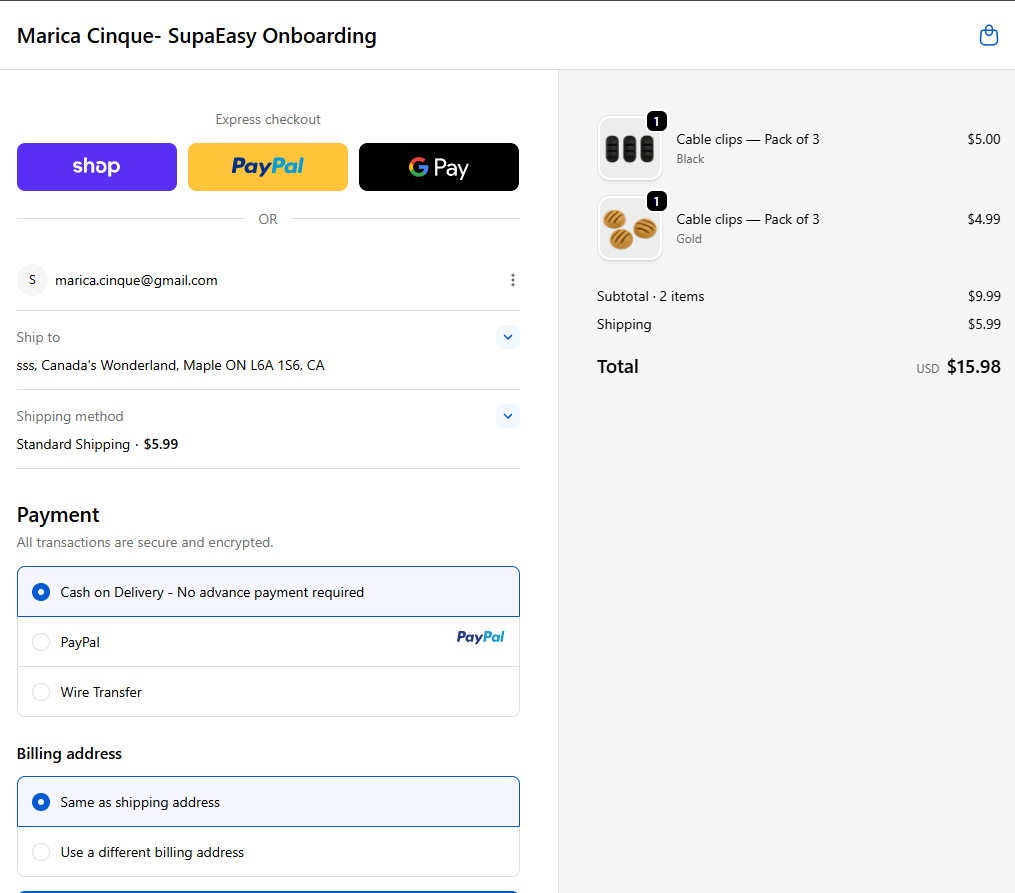 Marica Cinque- SupaEasy Onboarding
Express checkout
shop
PayPal
G Pay
OR
S
marica.cinque@gmail.com
Ship to
sss, Canada's Wonderland, Maple ON L6A 1S6, CA
Shipping method
Standard Shipping · $5.99
Payment
All transactions are secure and encrypted.
Cash on Delivery - No advance payment required
PayPal
PayPal
Wire Transfer
Billing address
Same as shipping address
Use a different billing address
1
Cable clips — Pack of 3 $5.00
Black
1
Cable clips — Pack of 3 $4.99
Gold
Subtotal · 2 items $9.99
Shipping $5.99
Total USD $15.98